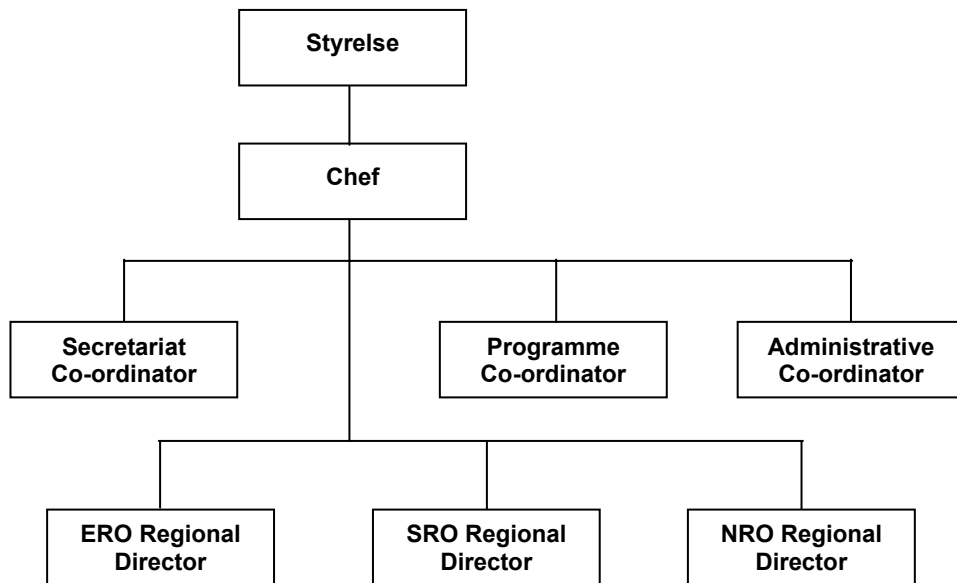 Styrelse
Chef
Secretariat
Co-ordinator
Programme
Co-ordinator
Administrative
Co-ordinator
ERO Regional
Director
SRO Regional
Director
NRO Regional
Director